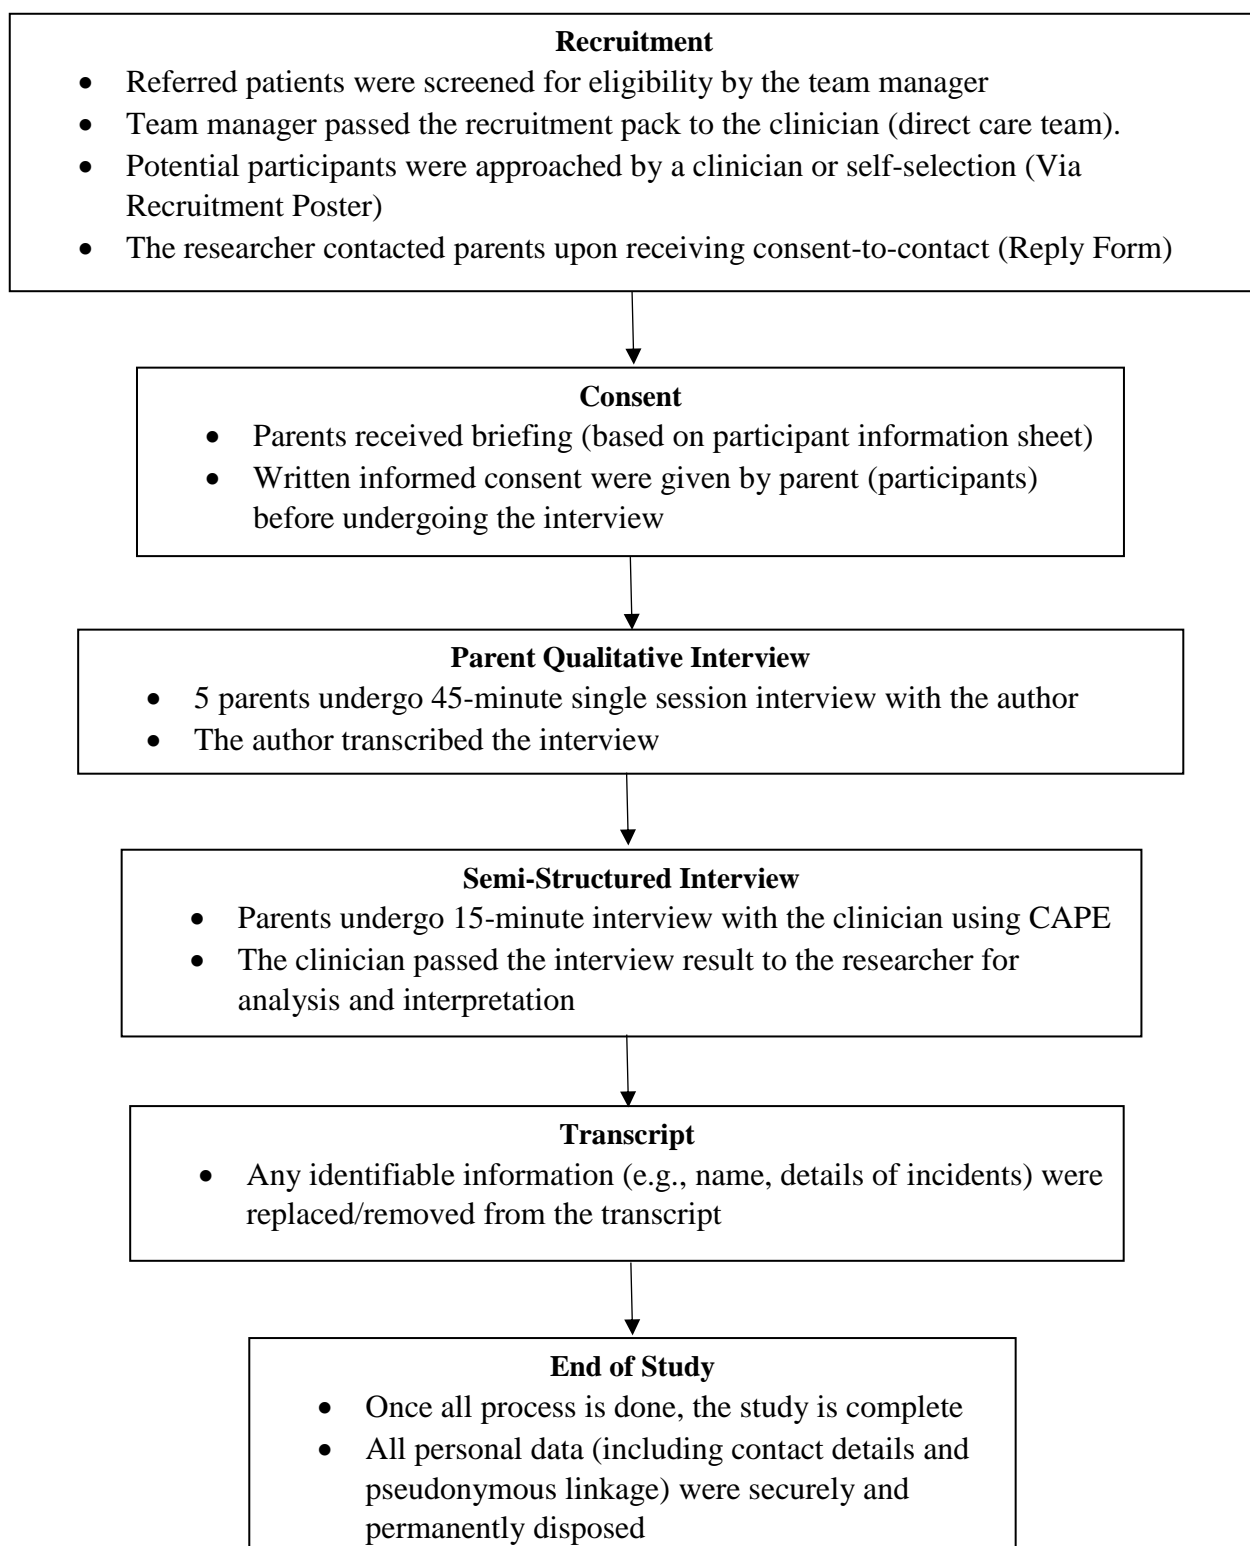 Recruitment
• Referred patients were screened for eligibility by the team manager
• Team manager passed the recruitment pack to the clinician (direct care team).
• Potential participants were approached by a clinician or self-selection (Via
Recruitment Poster)
• The researcher contacted parents upon receiving consent-to-contact (Reply Form)
Consent
• Parents received briefing (based on participant information sheet)
• Written informed consent were given by parent (participants)
before undergoing the interview
Parent Qualitative Interview
• 5 parents undergo 45-minute single session interview with the author
• The author transcribed the interview
Semi-Structured Interview
• Parents undergo 15-minute interview with the clinician using CAPE
• The clinician passed the interview result to the researcher for
analysis and interpretation
Transcript
• Any identifiable information (e.g., name, details of incidents) were
replaced/removed from the transcript
End of Study
• Once all process is done, the study is complete
• All personal data (including contact details and
pseudonymous linkage) were securely and
permanently disposed